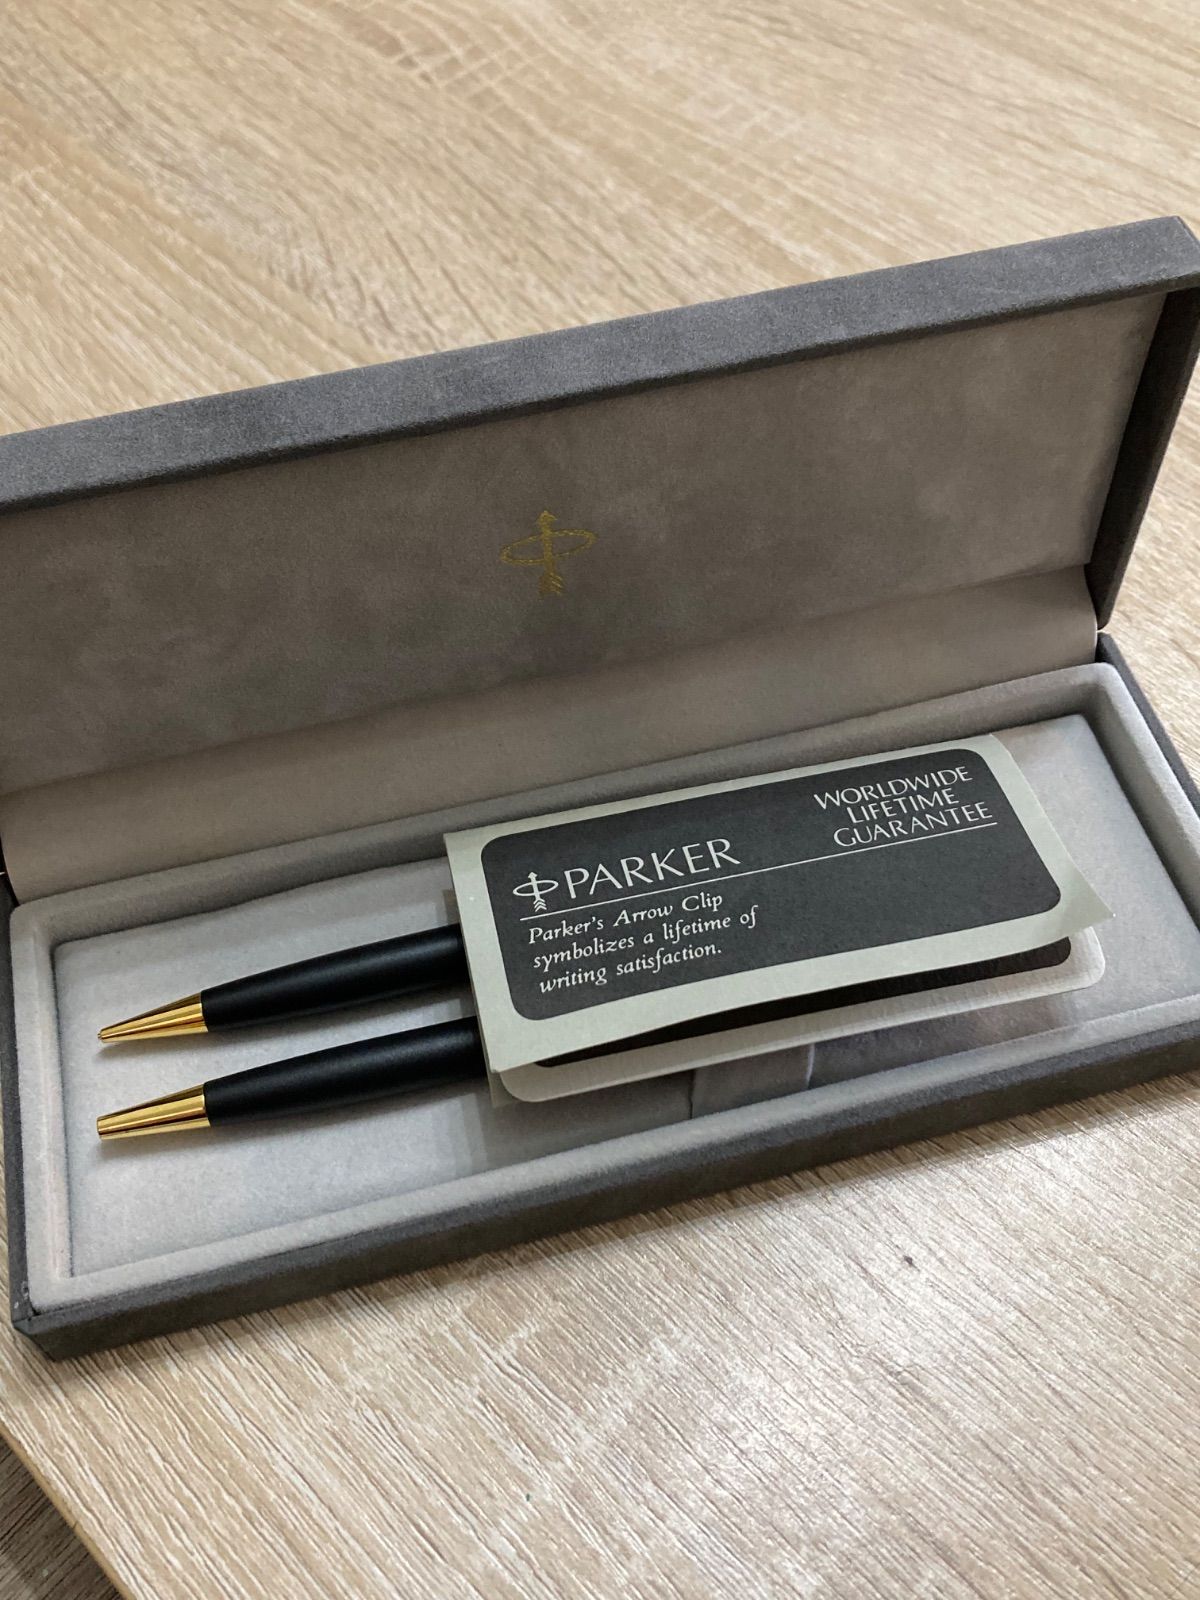 PARKER
WORLDWIDE
LIFETIME
GUARANTEE
Parker's Arrow Clip
symbolizes a lifetime of
writing satisfaction.